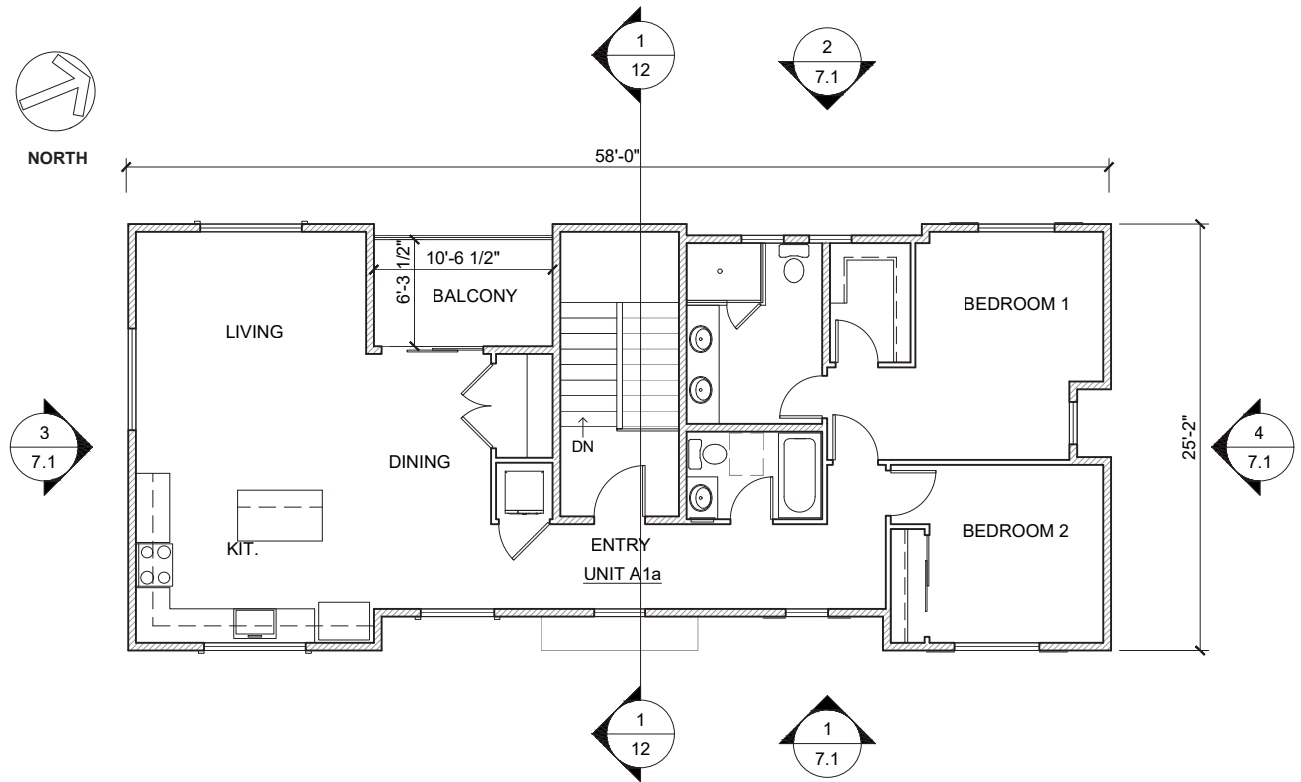 1
12
2
7.1
NORTH
58'-0"
10'-6 1/2"
6'-3 1/2"
BALCONY
LIVING
BEDROOM 1
3
7.1
DN
DINING
25'-2"
4
7.1
KIT.
ENTRY
UNIT A1a
BEDROOM 2
1
12
1
7.1